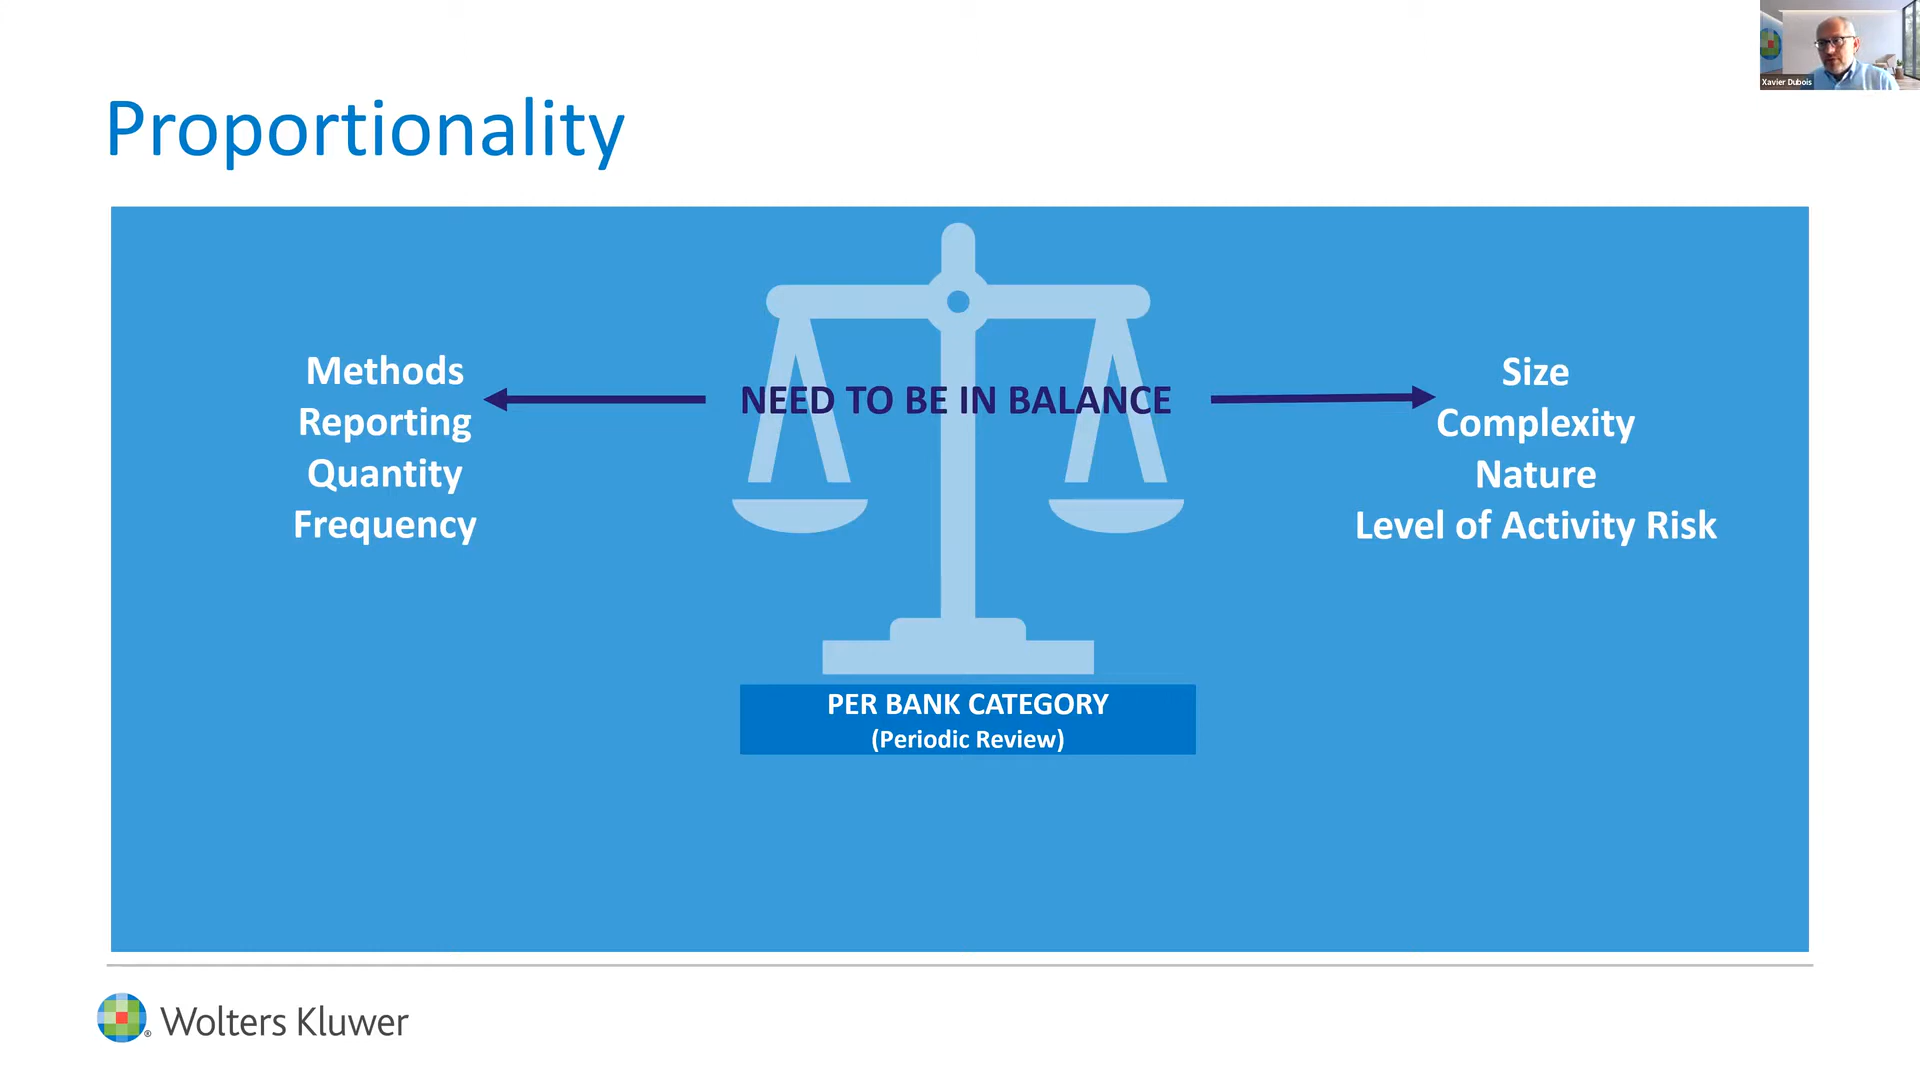 Xavier Dubois
Proportionality
Methods
Reporting
Quantity
Frequency
NEED TO BE IN BALANCE
Size
Complexity
Nature
Level of Activity Risk
PER BANK CATEGORY
(Periodic Review)
® Wolters Kluwer